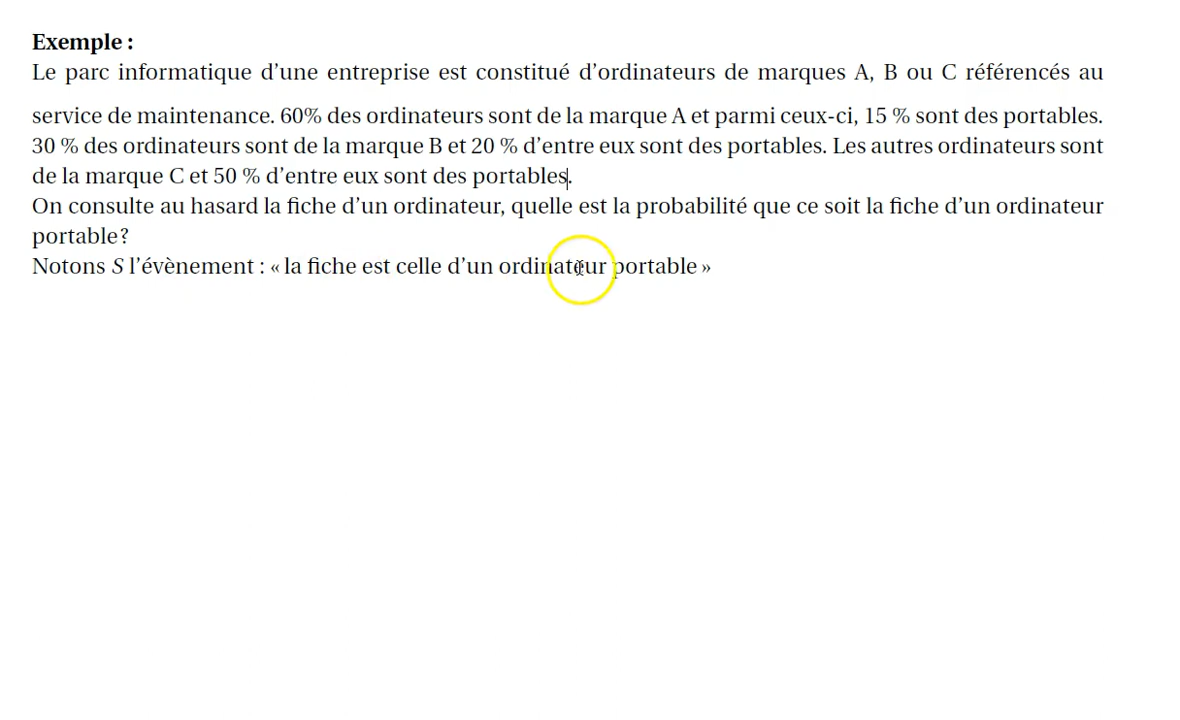 Exemple :
Le parc informatique d’une entreprise est constitué d’ordinateurs de marques A, B ou C référencés au
service de maintenance. 60% des ordinateurs sont de la marque A et parmi ceux-ci, 15 % sont des portables.
30 % des ordinateurs sont de la marque B et 20 % d’entre eux sont des portables. Les autres ordinateurs sont
de la marque C et 50 % d’entre eux sont des portables.
On consulte au hasard la fiche d’un ordinateur, quelle est la probabilité que ce soit la fiche d’un ordinateur
portable ?
Notons S l’évènement : « la fiche est celle d’un ordinateur portable »